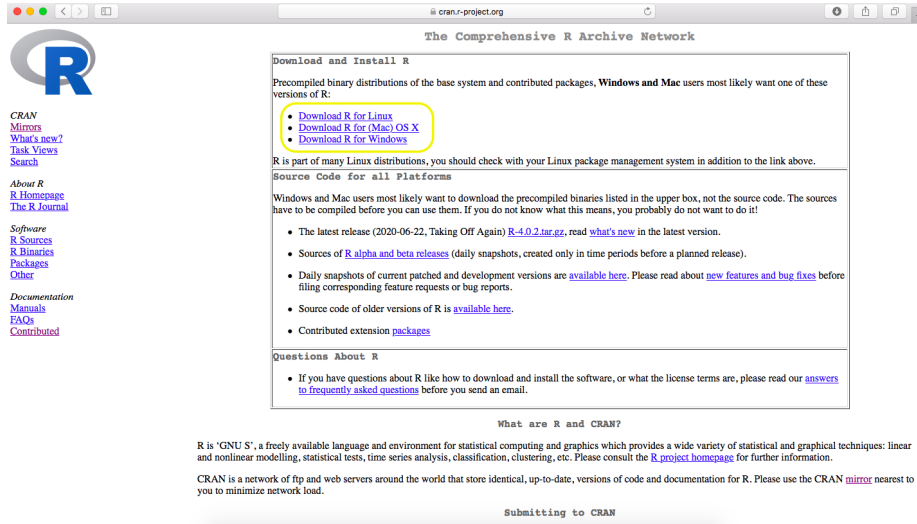 cran.r-project.org
The Comprehensive R Archive Network
R
CRAN
Mirrors
What's new?
Task Views
Search
About R
R Homepage
The R Journal
Software
R Sources
R Binaries
Packages
Other
Documentation
Manuals
FAQs
Contributed
Download and Install R
Precompiled binary distributions of the base system and contributed packages, Windows and Mac users most likely want one of these
versions of R:
• Download R for Linux
• Download R for (Mac) OS X
• Download R for Windows
R is part of many Linux distributions, you should check with your Linux package management system in addition to the link above.
Source Code for all Platforms
Windows and Mac users most likely want to download the precompiled binaries listed in the upper box, not the source code. The sources
have to be compiled before you can use them. If you do not know what this means, you probably do not want to do it!
• The latest release (2020-06-22, Taking Off Again) R-4.0.2.tar.gz, read what's new in the latest version.
• Sources of R alpha and beta releases (daily snapshots, created only in time periods before a planned release).
• Daily snapshots of current patched and development versions are available here. Please read about new features and bug fixes before
filing corresponding feature requests or bug reports.
• Source code of older versions of R is available here.
• Contributed extension packages
Questions About R
• If you have questions about R like how to download and install the software, or what the license terms are, please read our answers
to frequently asked questions before you send an email.
What are R and CRAN?
R is ‘GNU S’, a freely available language and environment for statistical computing and graphics which provides a wide variety of statistical and graphical techniques: linear
and nonlinear modelling, statistical tests, time series analysis, classification, clustering, etc. Please consult the R project homepage for further information.
CRAN is a network of ftp and web servers around the world that store identical, up-to-date, versions of code and documentation for R. Please use the CRAN mirror nearest to
you to minimize network load.
Submitting to CRAN